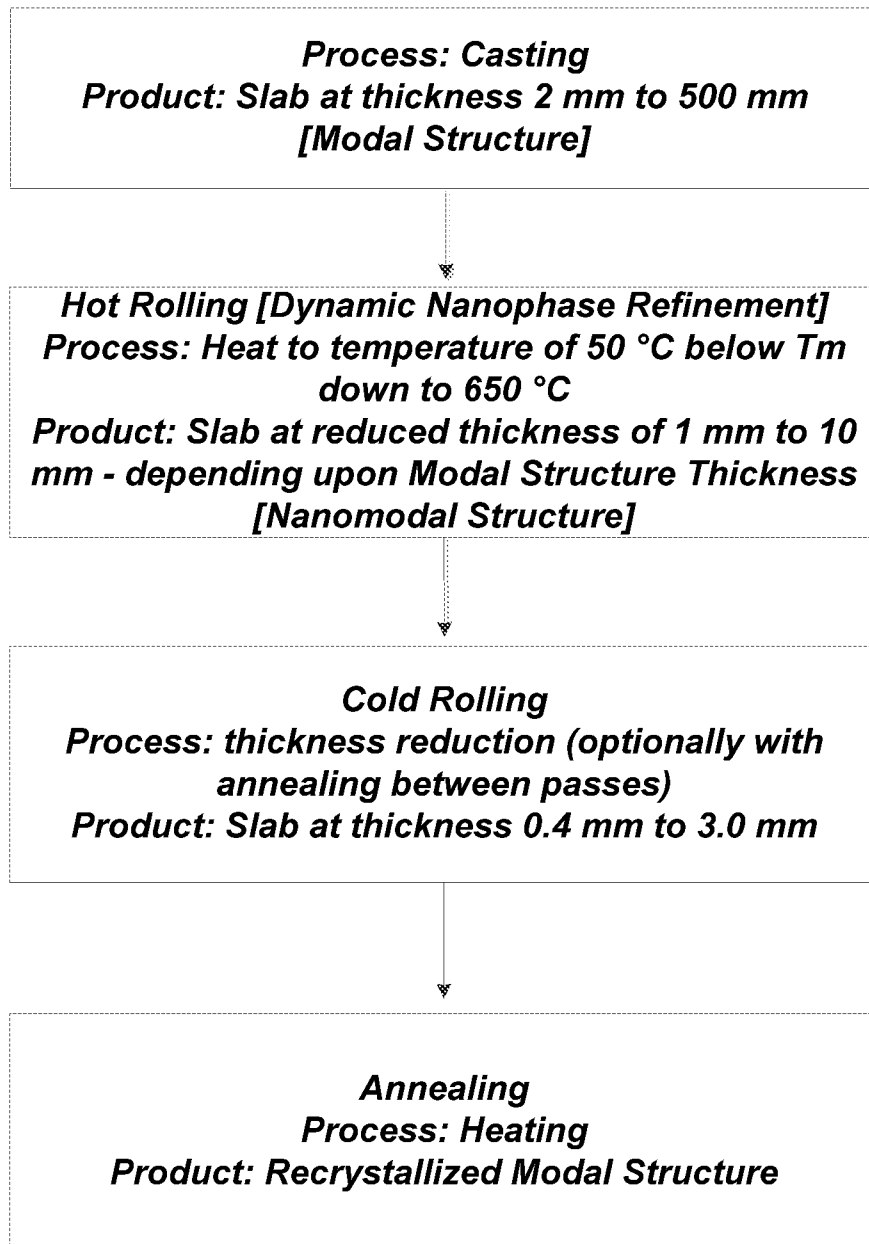 Process: Casting
Product: Slab at thickness 2 mm to 500 mm
[Modal Structure]
Hot Rolling [Dynamic Nanophase Refinement]
Process: Heat to temperature of 50 °C below Tm
down to 650 °C
Product: Slab at reduced thickness of 1 mm to 10
mm - depending upon Modal Structure Thickness
[Nanomodal Structure]
Cold Rolling
Process: thickness reduction (optionally with
annealing between passes)
Product: Slab at thickness 0.4 mm to 3.0 mm
Annealing
Process: Heating
Product: Recrystallized Modal Structure